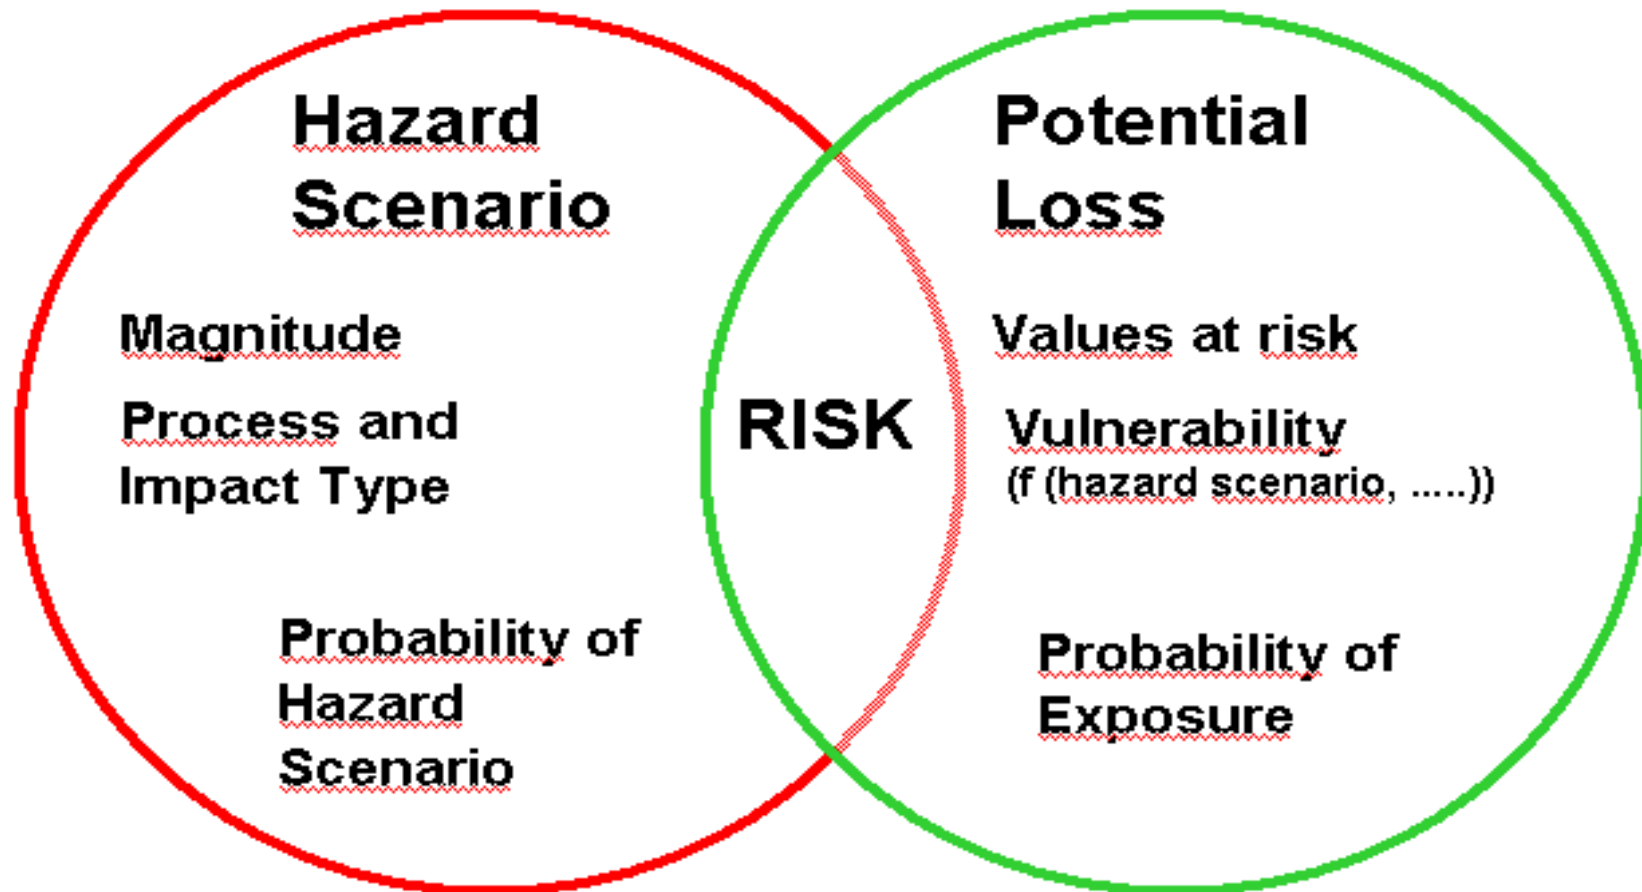 Hazard
Scenario
Magnitude
Process and
Impact Type
Probability of
Hazard
Scenario
RISK
Potential
Loss
Values at risk
Vulnerability
(f (hazard scenario, .....))
Probability of
Exposure